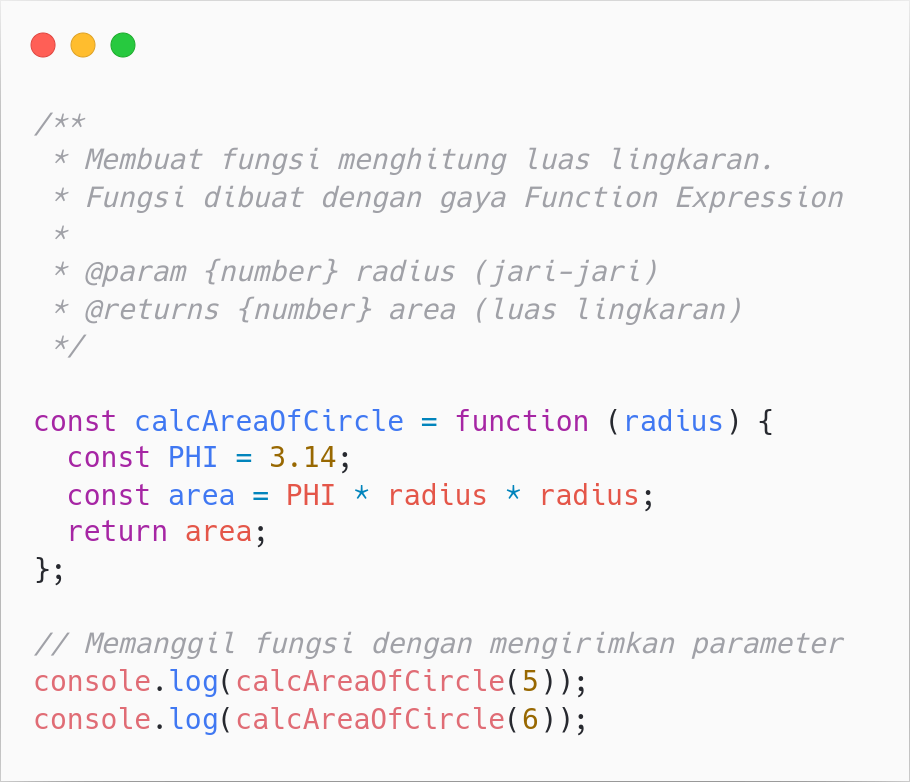 /**
 * Membuat fungsi menghitung luas lingkaran.
 * Fungsi dibuat dengan gaya Function Expression
 *
 * @param {number} radius (jari-jari)
 * @returns {number} area (luas lingkaran)
 */

const calcAreaOfCircle = function (radius) {
  const PHI = 3.14;
  const area = PHI * radius * radius;
  return area;
};

// Memanggil fungsi dengan mengirimkan parameter
console.log(calcAreaOfCircle(5));
console.log(calcAreaOfCircle(6));